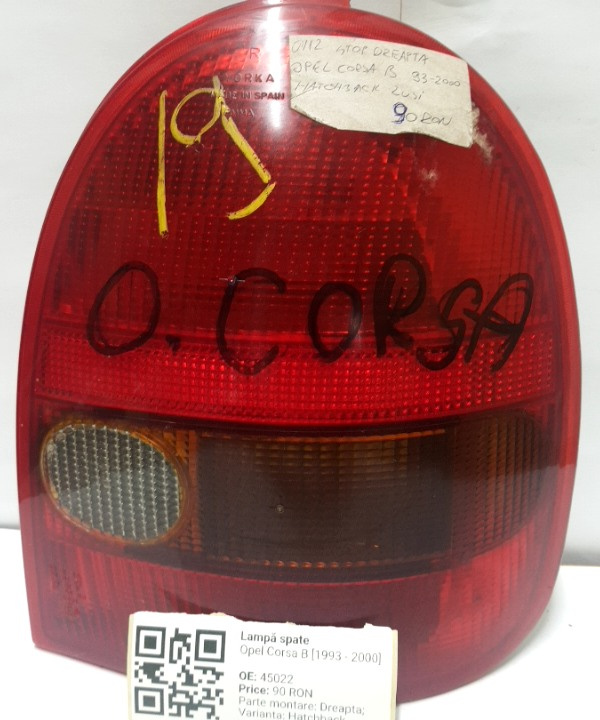 0112 STOP DREAPTA
OPEL CORSA B 93-2000
HATCHBACK 2USI
90 RON
IN SPAIN
19
O. CORSA
Lampă spate
Opel Corsa B [1993 - 2000]
OE: 45022
Price: 90 RON
Parte montare: Dreapta;
Varianta: Hatchback